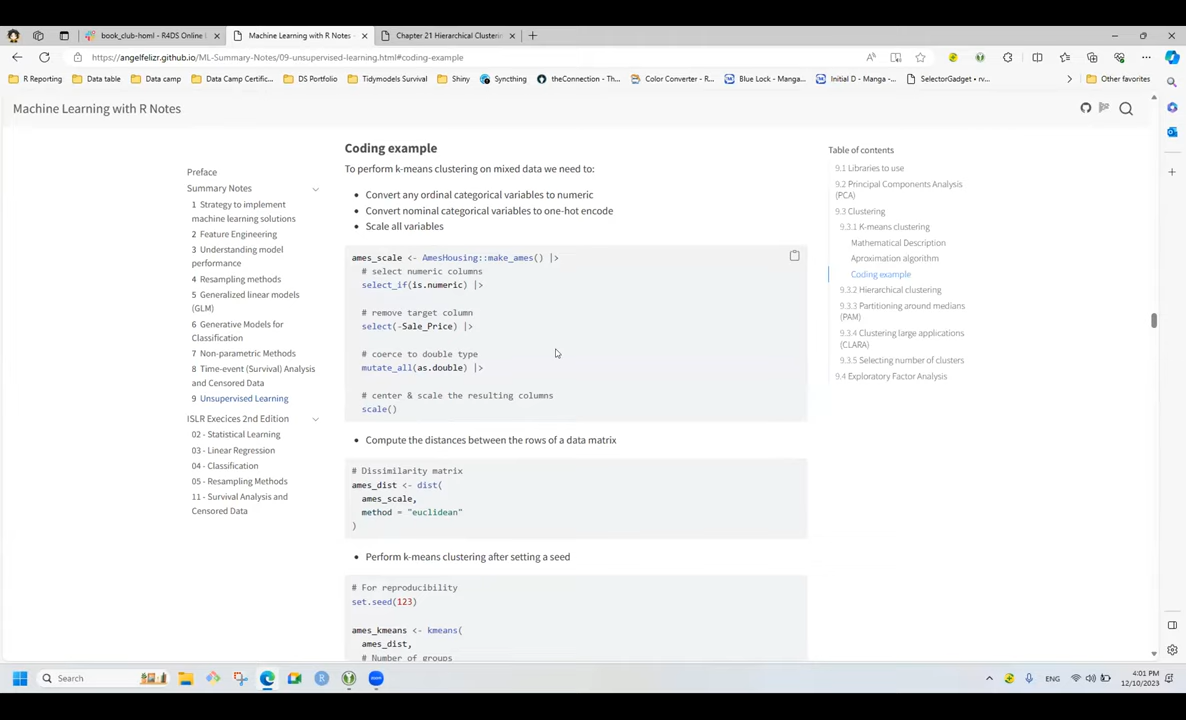 book_club-homl - R4DS Online L
Machine Learning with R Notes -
Chapter 21 Hierarchical Clusterin
https://angelfelizr.github.io/ML-Summary-Notes/09-unsupervised-learning.html#coding-example
R Reporting
Data table
Data camp
Data Camp Certific...
DS Portfolio
Tidymodels Survival
Shiny
Syncthing
theConnection - Th...
Color Converter - R...
Blue Lock - Manga...
Initial D - Manga -...
SelectorGadget • rv...
Other favorites
Machine Learning with R Notes
Preface
Summary Notes
1 Strategy to implement
machine learning solutions
2 Feature Engineering
3 Understanding model
performance
4 Resampling methods
5 Generalized linear models
(GLM)
6 Generative Models for
Classification
7 Non-parametric Methods
8 Time-event (Survival) Analysis
and Censored Data
9 Unsupervised Learning
ISLR Execices 2nd Edition
02 - Statistical Learning
03 - Linear Regression
04 - Classification
05 - Resampling Methods
11 - Survival Analysis and
Censored Data
Coding example
To perform k-means clustering on mixed data we need to:
• Convert any ordinal categorical variables to numeric
• Convert nominal categorical variables to one-hot encode
• Scale all variables
ames_scale <- AmesHousing::make_ames() |>
# select numeric columns
select_if(is.numeric) |>
# remove target column
select(-Sale_Price) |>
# coerce to double type
mutate_all(as.double) |>
# center & scale the resulting columns
scale()
• Compute the distances between the rows of a data matrix
# Dissimilarity matrix
ames_dist <- dist(
ames_scale,
method = "euclidean"
)
• Perform k-means clustering after setting a seed
# For reproducibility
set.seed(123)
ames_kmeans <- kmeans(
ames_dist,
# Number of groups
Table of contents
9.1 Libraries to use
9.2 Principal Components Analysis
(PCA)
9.3 Clustering
9.3.1 K-means clustering
Mathematical Description
Aproximation algorithm
Coding example
9.3.2 Hierarchical clustering
9.3.3 Partitioning around medians
(PAM)
9.3.4 Clustering large applications
(CLARA)
9.3.5 Selecting number of clusters
9.4 Exploratory Factor Analysis
Search
ENG
4:01 PM
12/10/2023